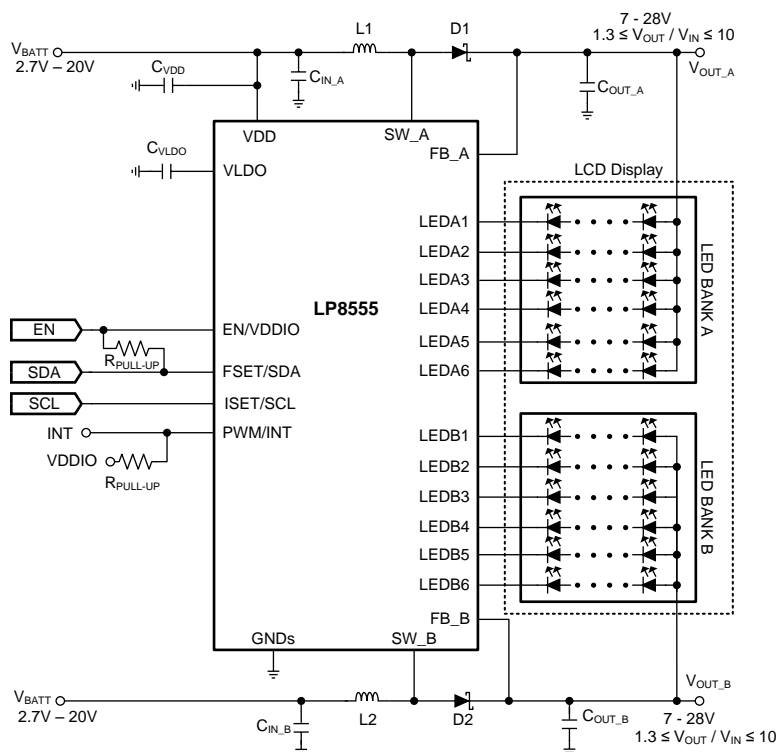 7 - 28V
1.3 ≤ VOUT / VIN ≤ 10
L1
D1
VBATT
2.7V – 20V
VOUT_A
CVDD
CIN_A
COUT_A
VDD
SW_A
FB_A
CVLDO
VLDO
LCD Display
LEDA1
LEDA2
LEDA3
LEDA4
LEDA5
LEDA6
LED BANK A
LP8555
EN
EN/VDDIO
RPULL-UP
SDA
FSET/SDA
SCL
ISET/SCL
INT
PWM/INT
VDDIO
RPULL-UP
LEDB1
LEDB2
LEDB3
LEDB4
LEDB5
LEDB6
LED BANK B
FB_B
GNDs
SW_B
VBATT
2.7V – 20V
CIN_B
L2
D2
COUT_B
VOUT_B
7 - 28V
1.3 ≤ VOUT / VIN ≤ 10